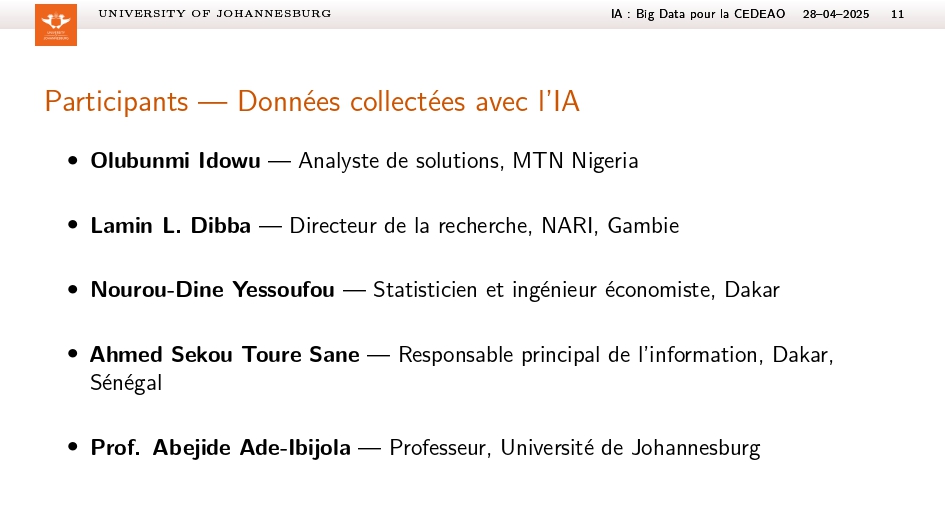 UNIVERSITY OF JOHANNESBURG
IA : Big Data pour la CEDEAO 28–04–2025 11
UNIVERSITY
JOHANNESBURG
Participants — Données collectées avec l'IA
• Olubunmi Idowu — Analyste de solutions, MTN Nigeria
• Lamin L. Dibba — Directeur de la recherche, NARI, Gambie
• Nourou-Dine Yessoufou — Statisticien et ingénieur économiste, Dakar
• Ahmed Sekou Toure Sane — Responsable principal de l'information, Dakar,
Sénégal
• Prof. Abejide Ade-Ibijola — Professeur, Université de Johannesburg